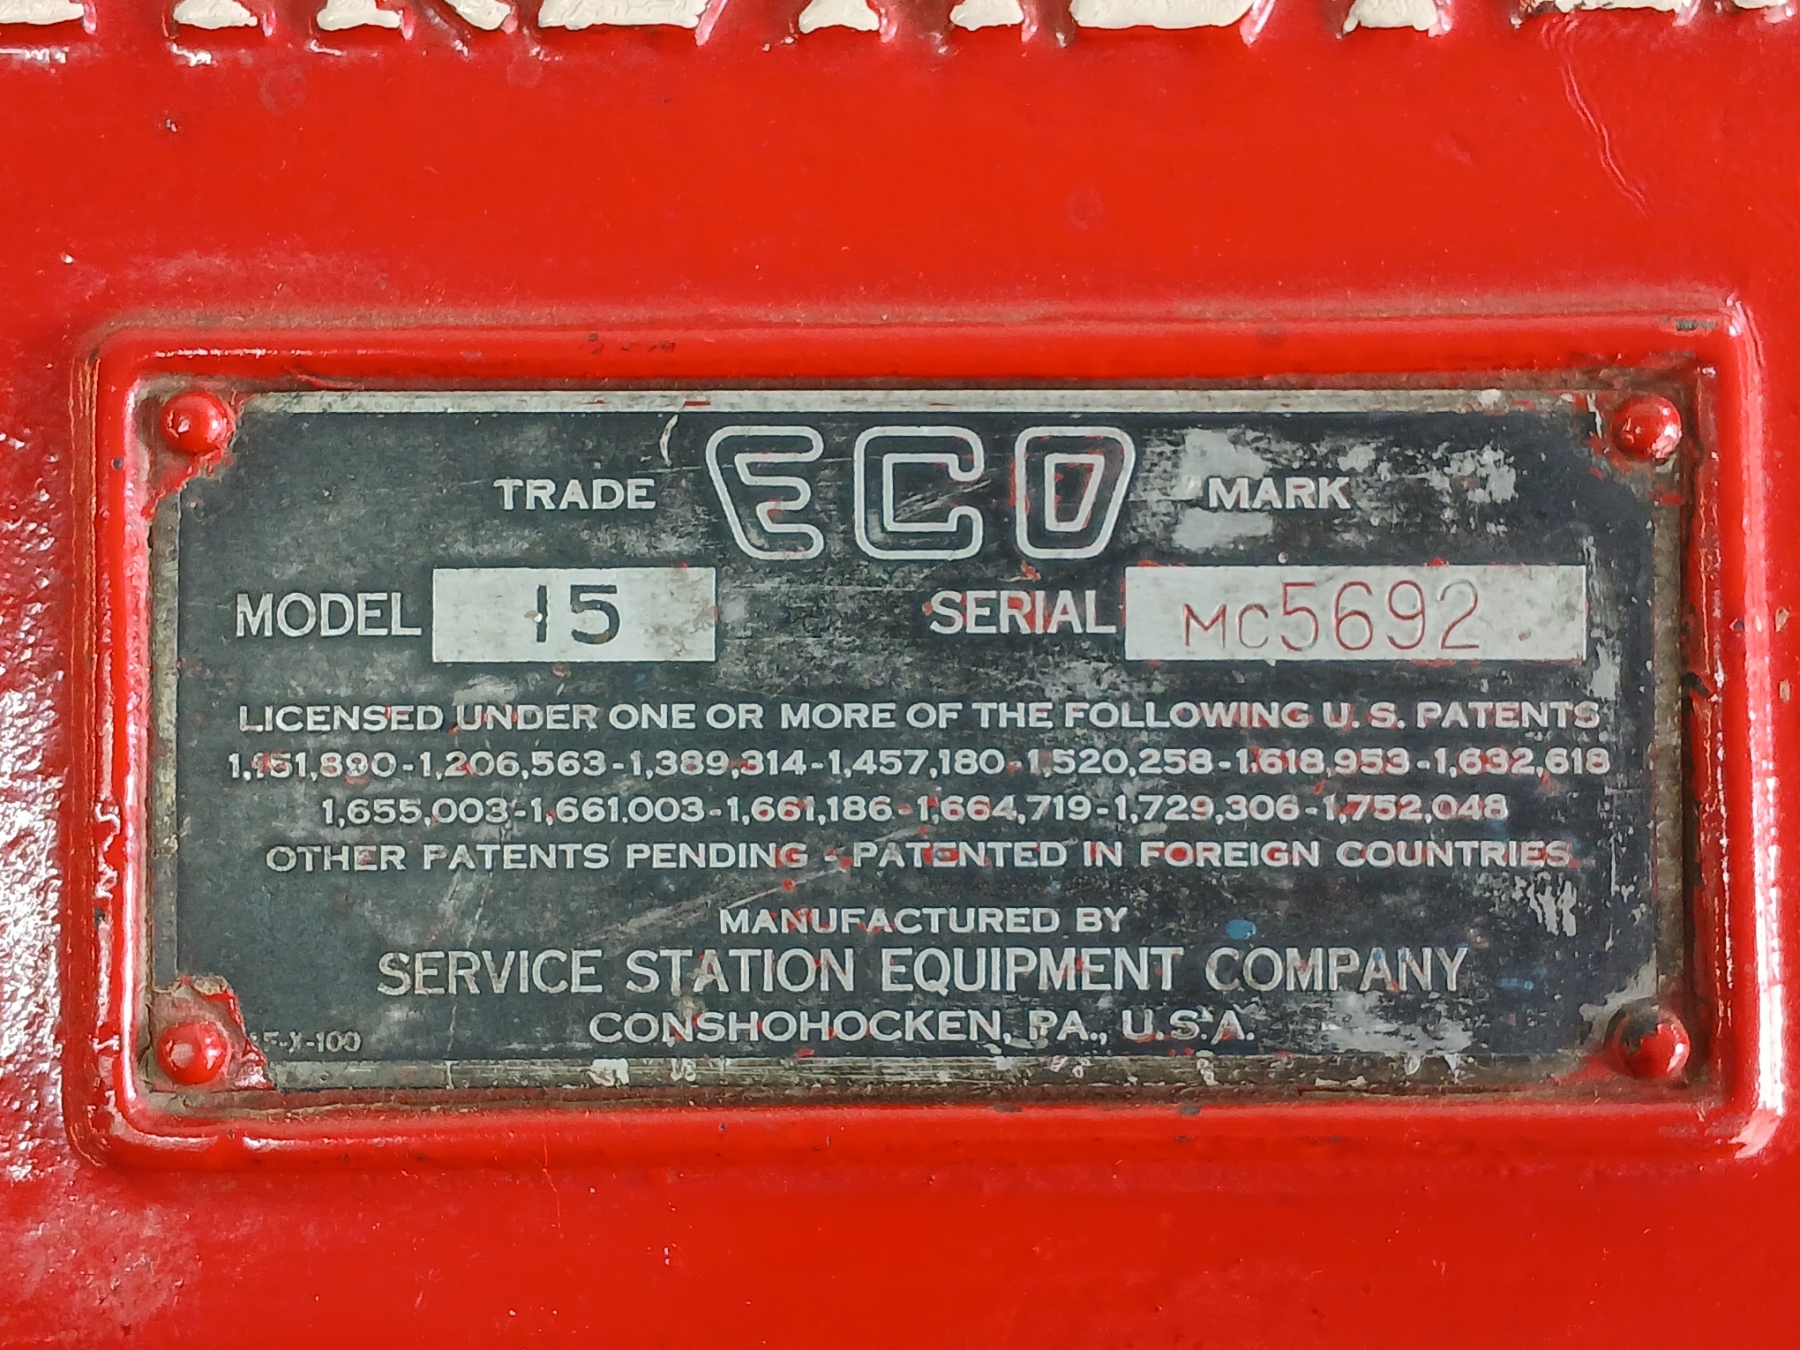 TRADE ECO MARK
MODEL 15 SERIAL MC5692
LICENSED UNDER ONE OR MORE OF THE FOLLOWING U. S. PATENTS
1,206,563-1,389,314-1,457,180-1,520,258-1,618,953-1,632,618
1,655,003-1,661,003-1,661,186-1,664,719-1,729,306-1,752,048
OTHER PATENTS PENDING - PATENTED IN FOREIGN COUNTRIES
MANUFACTURED BY
SERVICE STATION EQUIPMENT COMPANY
CONSHOHOCKEN, PA., U.S.A.